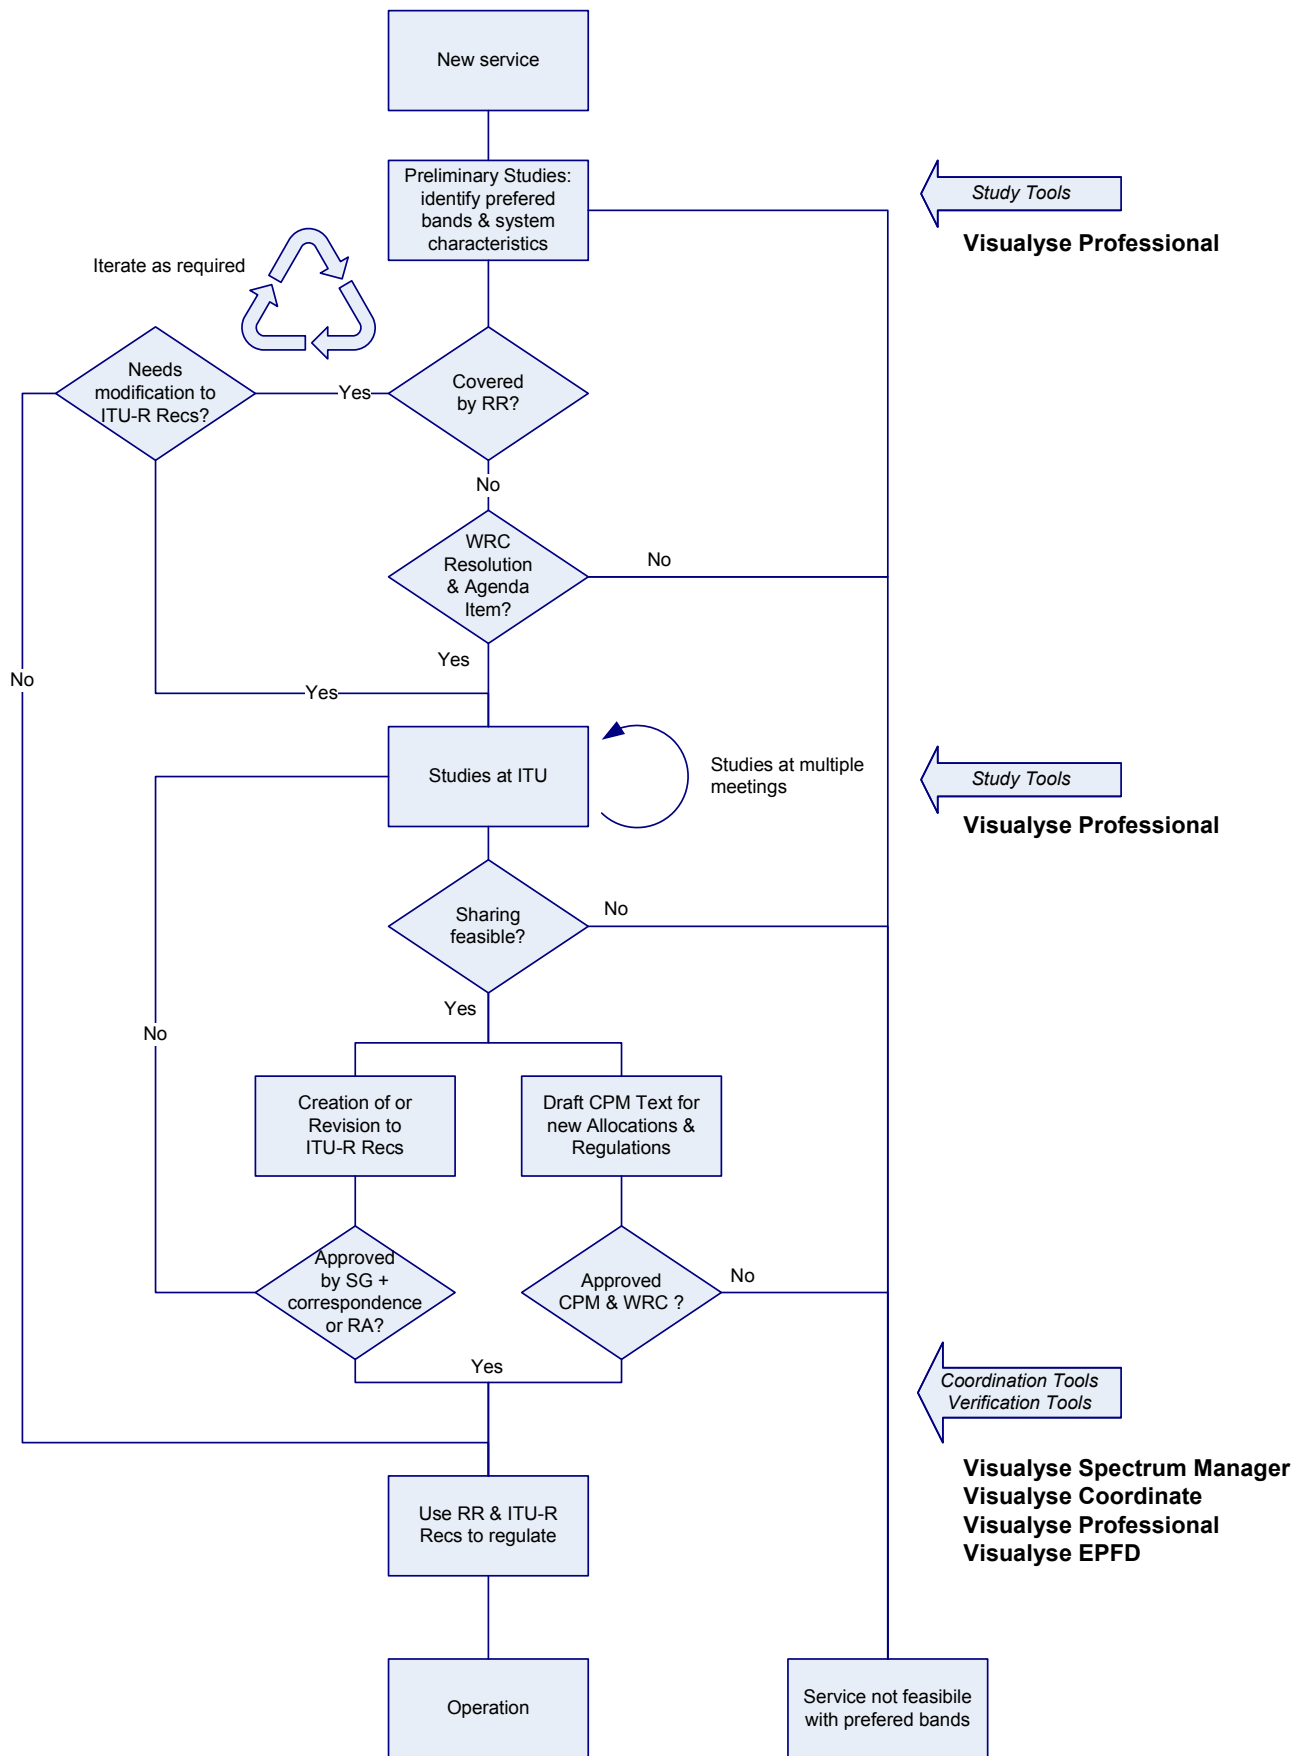 New service
Preliminary Studies:
identify prefered
bands & system
characteristics
Study Tools
Visualyse Professional
Iterate as required
Needs
modification to
ITU-R Recs?
Yes
Covered
by RR?
No
WRC
Resolution
& Agenda
Item?
No
Yes
No
Yes
Studies at ITU
Studies at multiple
meetings
Study Tools
Visualyse Professional
Sharing
feasible?
No
Yes
No
Creation of or
Revision to
ITU-R Recs
Draft CPM Text for
new Allocations &
Regulations
Approved
by SG +
correspondence
or RA?
Approved
CPM & WRC ?
No
Yes
Coordination Tools
Verification Tools
Visualyse Spectrum Manager
Visualyse Coordinate
Visualyse Professional
Visualyse EPFD
Use RR & ITU-R
Recs to regulate
Operation
Service not feasibile
with prefered bands